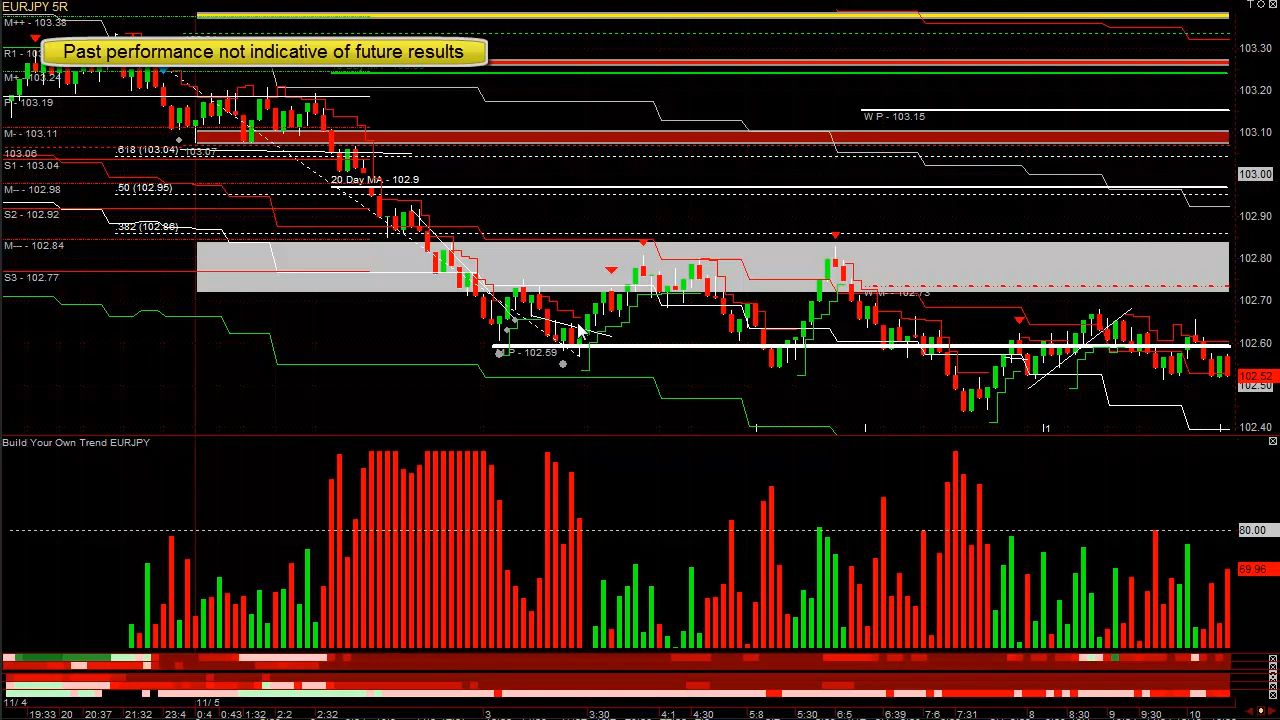 EURJPY 5R
M++ - 103.38
Past performance not indicative of future results
103.30
M+ - 103.24
103.20
P - 103.19
W P - 103.15
M- - 103.11
103.10
.618 (103.04)
103.07
103.06
S1 - 103.04
20 Day MA - 102.9
103.00
M-- - 102.98
.50 (102.95)
S2 - 102.92
102.90
.382 (102.86)
M--- - 102.84
102.80
S3 - 102.77
102.70
102.60
P - 102.59
102.52
102.50
102.40
1
Build Your Own Trend EURJPY
80.00
69.96
11/ 4
11/ 5
19:33 20 20:37 21:32 23:4 0:4 0:43 1:32 2:2 2:32 3 3:30 4:1 4:30 5:8 5:30 6:5 6:39 7:6 7:31 8 8:30 9 9:30 10